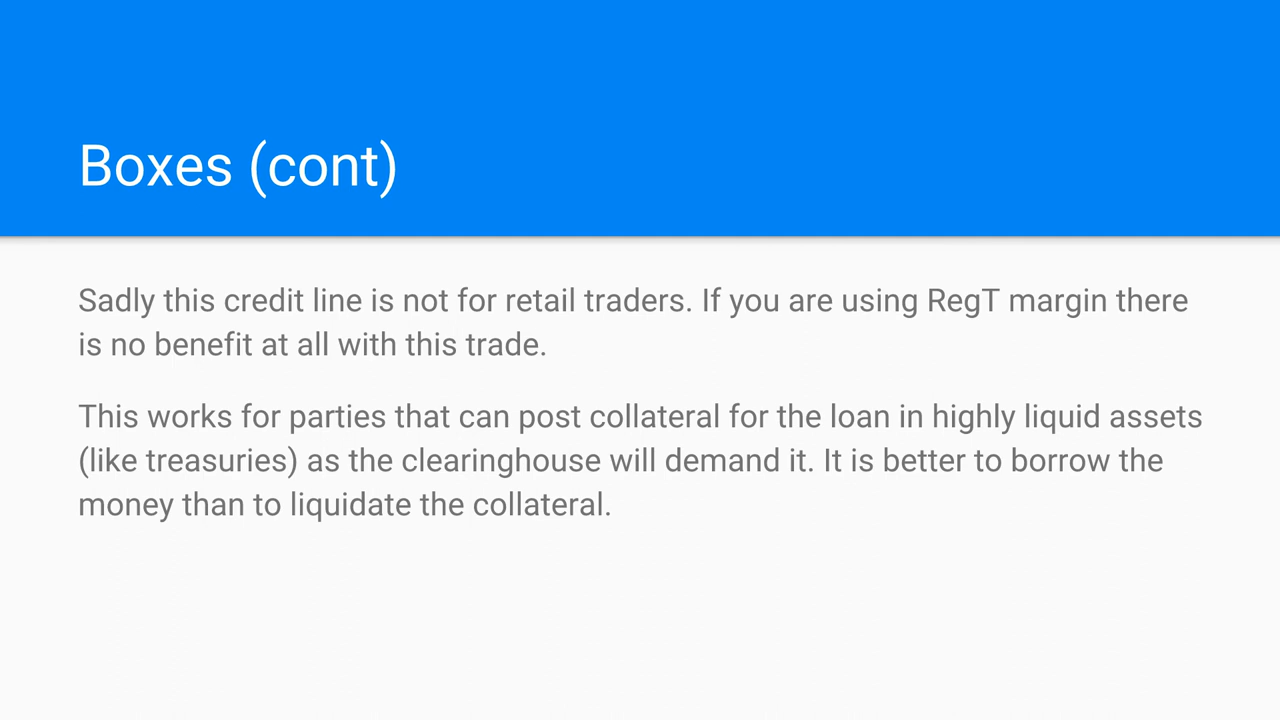 Boxes (cont)
Sadly this credit line is not for retail traders. If you are using RegT margin there
is no benefit at all with this trade.
This works for parties that can post collateral for the loan in highly liquid assets
(like treasuries) as the clearinghouse will demand it. It is better to borrow the
money than to liquidate the collateral.